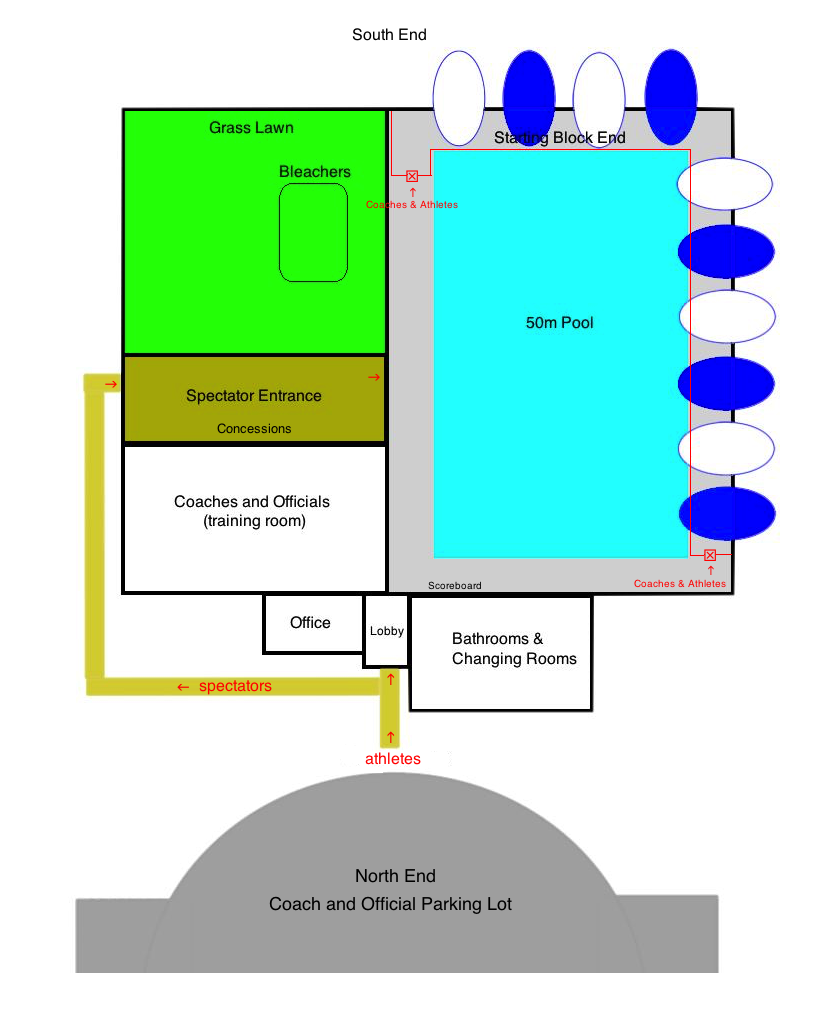 South End
Grass Lawn
Starting Block End
Bleachers
↑
Coaches & Athletes
50m Pool
→
→
Spectator Entrance
Concessions
Coaches and Officials
(training room)
↑
Coaches & Athletes
Scoreboard
Office
Lobby
Bathrooms &
Changing Rooms
↑
← spectators
↑
athletes
North End
Coach and Official Parking Lot